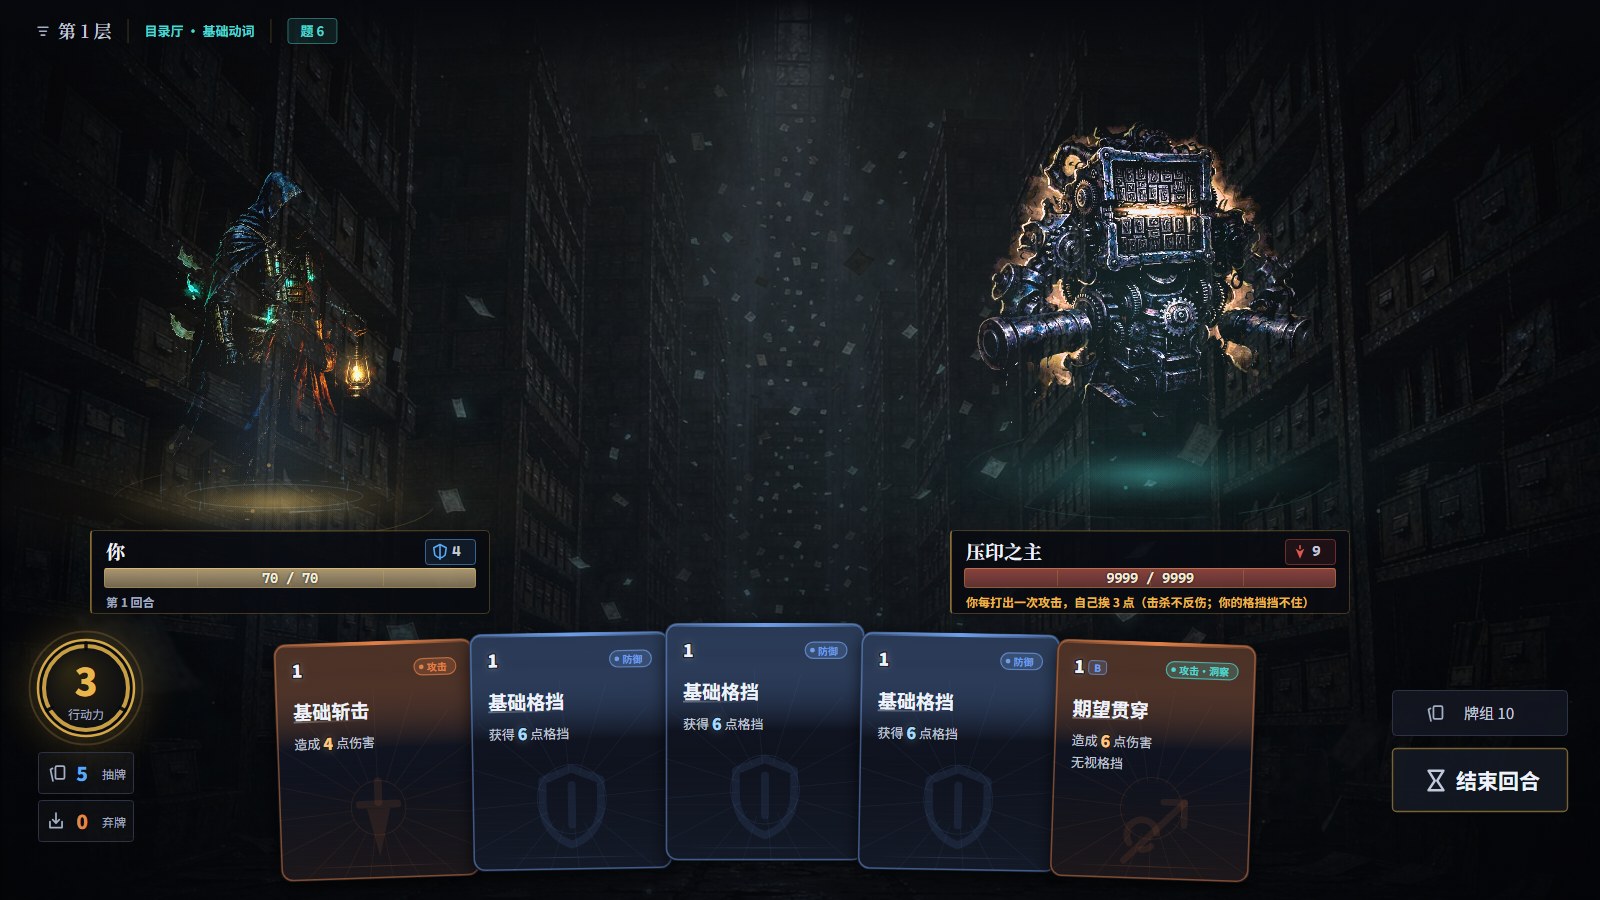 第 1 层
目录厅 · 基础动词
题 6
你
4
70 / 70
第 1 回合
压印之主
9
9999 / 9999
你每打出一次攻击，自己挨 3 点（击杀不反伤；你的格挡挡不住）
3
行动力
5 抽牌
0 弃牌
1 攻击
基础斩击
造成 4 点伤害
1 防御
基础格挡
获得 6 点格挡
1 防御
基础格挡
获得 6 点格挡
1 防御
基础格挡
获得 6 点格挡
1 B 攻击·洞察
期望贯穿
造成 6 点伤害
无视格挡
牌组 10
结束回合